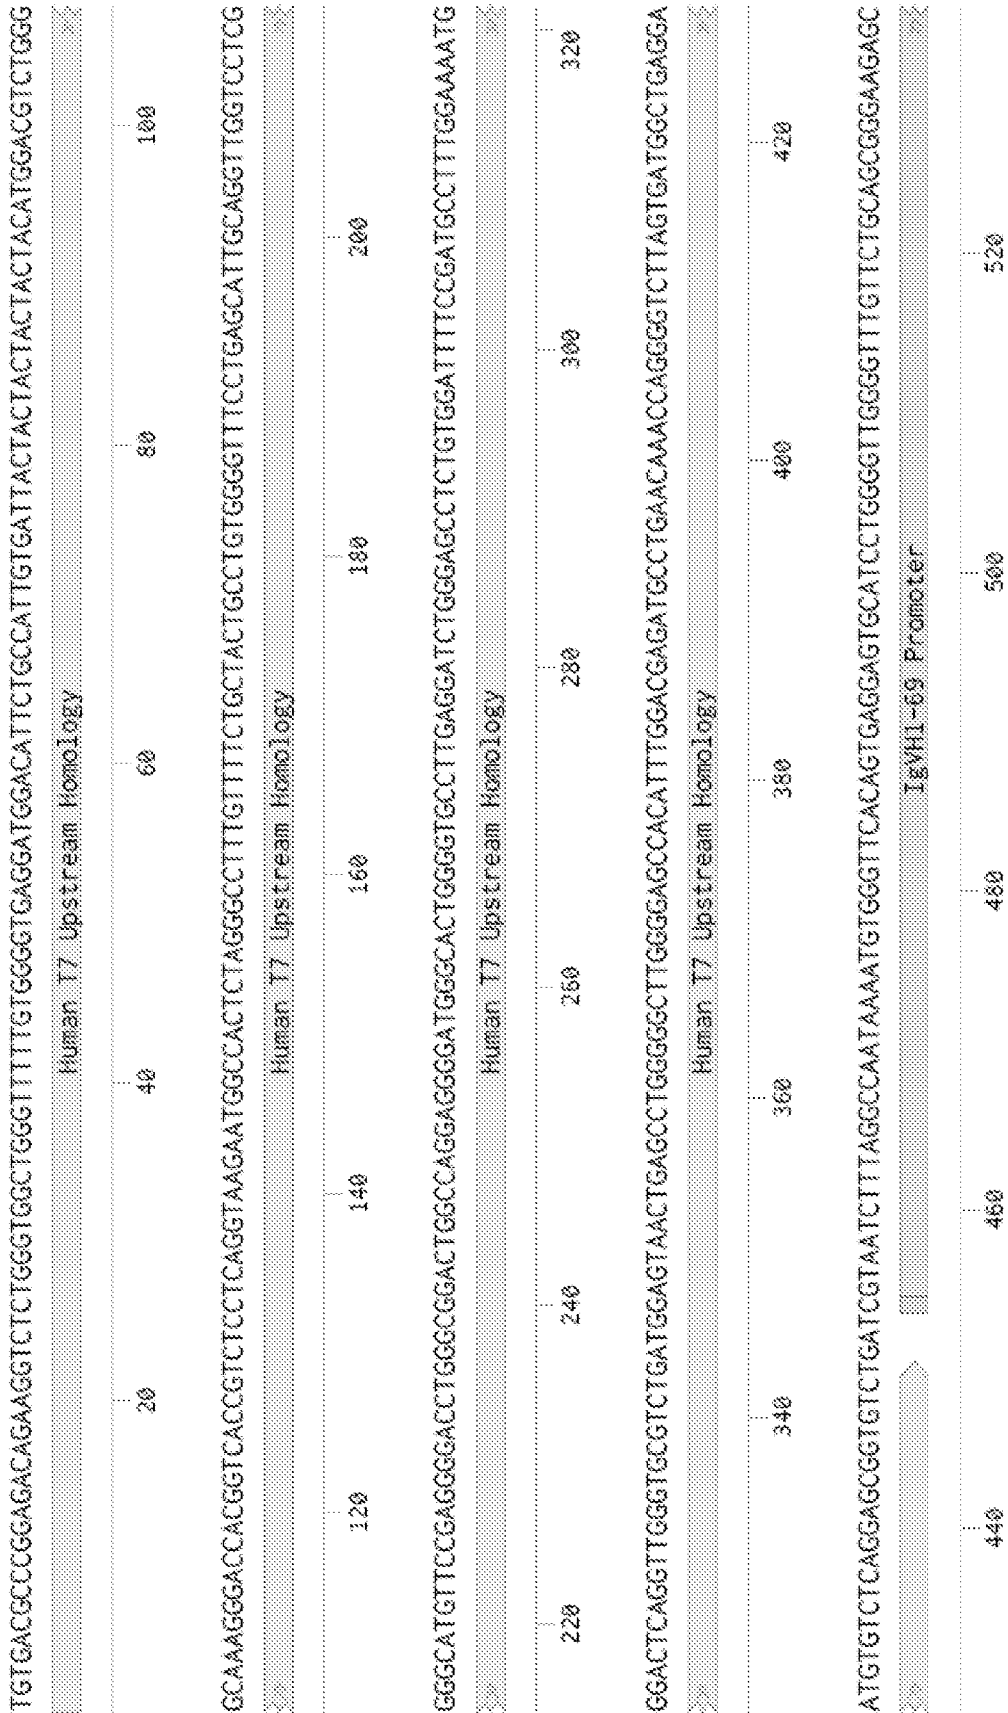 TGTGACGCCCGGAGACAGAAGGTCTCTGGGTGGCTGGGTTTTTGTGGGGTGAGGATGGACATTCTGCCATTGTGATTACTACTACTACTACTACATGGACGTCTGGG
Human T7 Upstream Homology
20 40 60 80 100
GCAAAGGGACCACGGTCACCGTCTCCTCAGGTAAGAATGGCCACTCTAGGGCCTTTGTTTTCTGCTACTGCCTGTGGGGTTTCCTGAGCATTGCAGGTTGGTCCTCG
Human T7 Upstream Homology
120 140 160 180 200
GGGCATGTTCCGAGGGGACCTGGGCGGACTGGCCAGGAGGGGATGGGCACTGGGGTGCCTTGAGGATCTGGGAGCCTCTGTGGATTTTCCGATGCCTTTGGAAAATG
Human T7 Upstream Homology
220 240 260 280 300 320
GGACTCAGGTTGGGTGCGTCTGATGGAGTAACTGAGCCTGGGGGCTTGGGGAGCCACATTTGGACGAGATGCCTGAACAAACCAGGGGTCTTAGTGATGGCTGAGGA
Human T7 Upstream Homology
340 360 380 400 420
ATGTGTCTCAGGAGCGGTGTCTGATCGTAATCTTTAGGCCAATAAAATGTGGGTTCACAGTGAGGAGTGCATCCTGGGGTTGGGGTTTGTTCTGCAGCGGGAAGAGC
IgVH1-69 Promoter
440 460 480 500 520